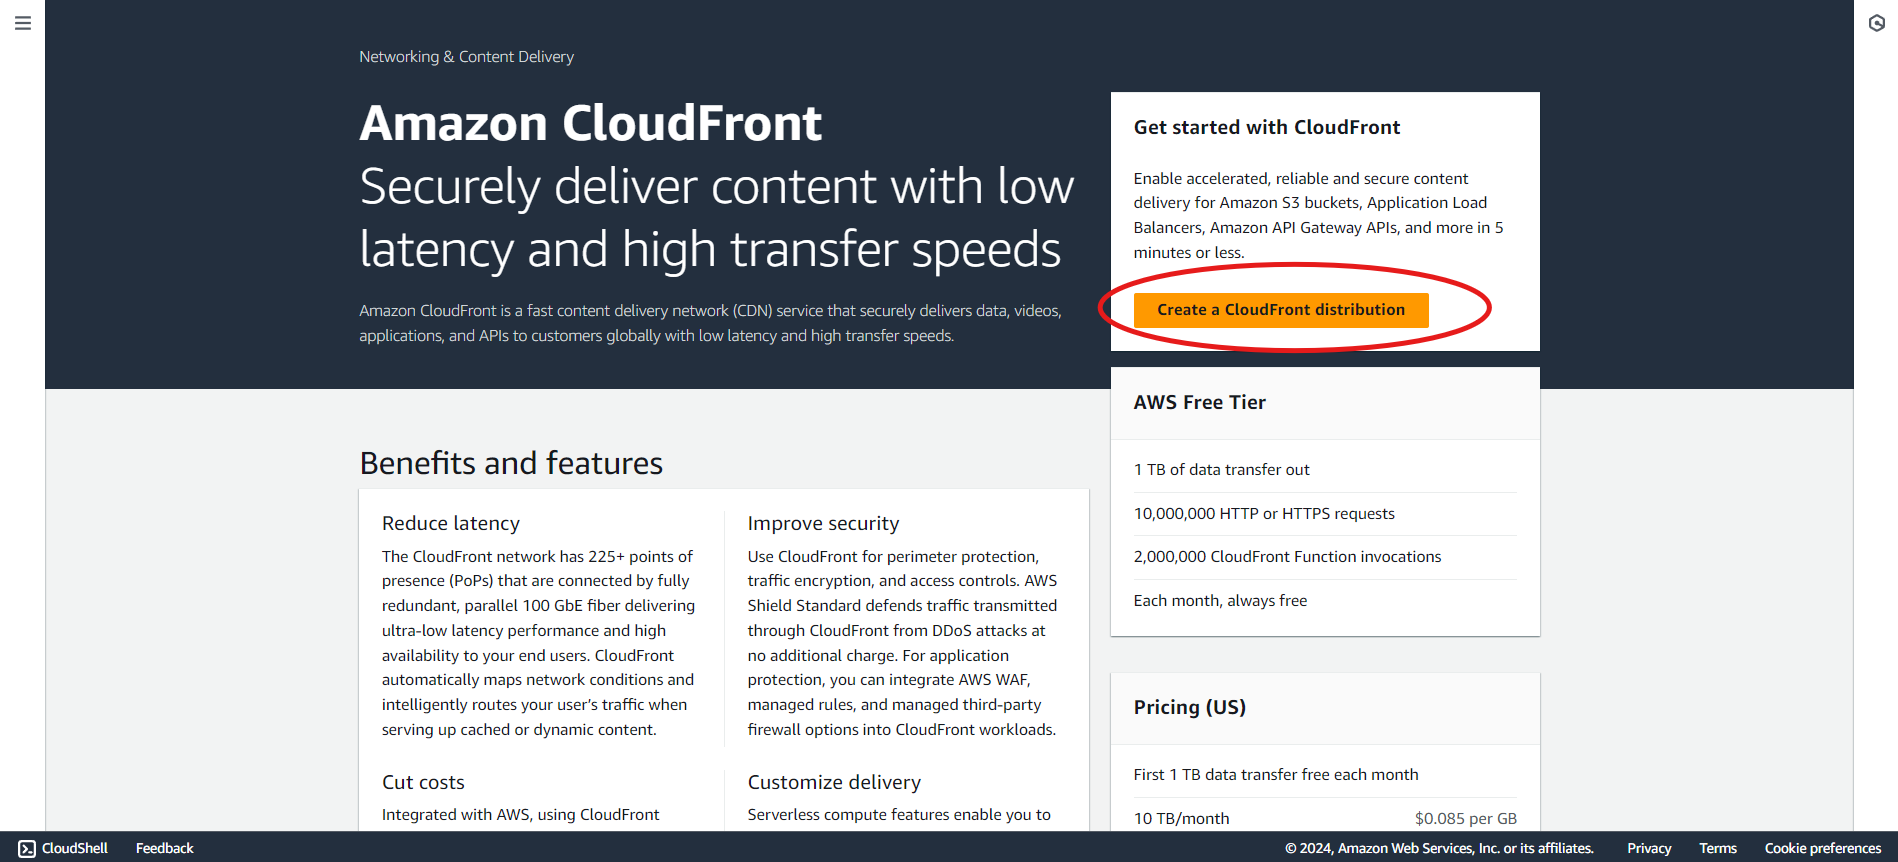 Networking & Content Delivery
Amazon CloudFront
Securely deliver content with low
latency and high transfer speeds
Amazon CloudFront is a fast content delivery network (CDN) service that securely delivers data, videos,
applications, and APIs to customers globally with low latency and high transfer speeds.
Get started with CloudFront
Enable accelerated, reliable and secure content
delivery for Amazon S3 buckets, Application Load
Balancers, Amazon API Gateway APIs, and more in 5
minutes or less.
Create a CloudFront distribution
AWS Free Tier
1 TB of data transfer out
10,000,000 HTTP or HTTPS requests
2,000,000 CloudFront Function invocations
Each month, always free
Benefits and features
Reduce latency
The CloudFront network has 225+ points of
presence (PoPs) that are connected by fully
redundant, parallel 100 GbE fiber delivering
ultra-low latency performance and high
availability to your end users. CloudFront
automatically maps network conditions and
intelligently routes your user’s traffic when
serving up cached or dynamic content.
Improve security
Use CloudFront for perimeter protection,
traffic encryption, and access controls. AWS
Shield Standard defends traffic transmitted
through CloudFront from DDoS attacks at
no additional charge. For application
protection, you can integrate AWS WAF,
managed rules, and managed third-party
firewall options into CloudFront workloads.
Cut costs
Integrated with AWS, using CloudFront
Customize delivery
Serverless compute features enable you to
Pricing (US)
First 1 TB data transfer free each month
10 TB/month $0.085 per GB
CloudShell Feedback © 2024, Amazon Web Services, Inc. or its affiliates. Privacy Terms Cookie preferences